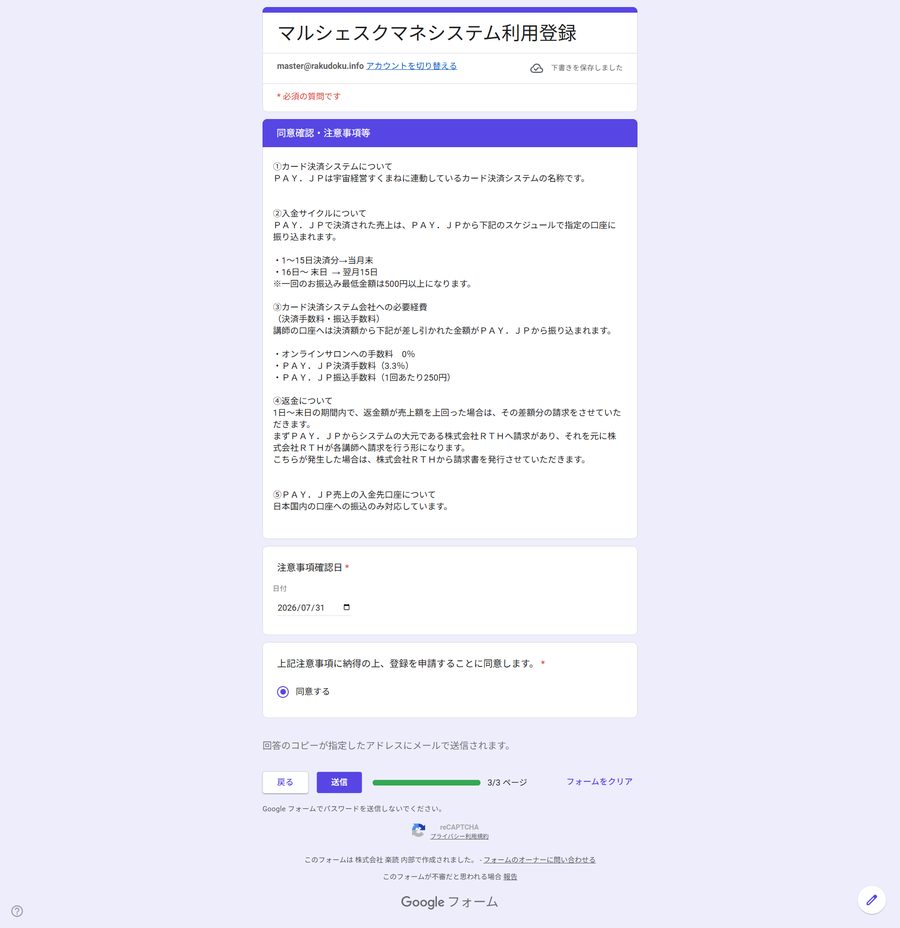 マルシェスクマネシステム利用登録
master@rakudoku.info アカウントを切り替える
下書きを保存しました
* 必須の質問です
同意確認・注意事項等
①カード決済システムについて
ＰＡＹ．ＪＰは宇宙経営すくまねに連動しているカード決済システムの名称です。
②入金サイクルについて
ＰＡＹ．ＪＰで決済された売上は、ＰＡＹ．ＪＰから下記のスケジュールで指定の口座に
振り込まれます。
・1〜15日決済分→当月末
・16日〜 末日 → 翌月15日
※一回のお振込み最低金額は500円以上になります。
③カード決済システム会社への必要経費
（決済手数料・振込手数料）
講師の口座へは決済額から下記が差し引かれた金額がＰＡＹ．ＪＰから振り込まれます。
・オンラインサロンへの手数料　0%
・ＰＡＹ．ＪＰ決済手数料（3.3%）
・ＰＡＹ．ＪＰ振込手数料（1回あたり250円）
④返金について
1日〜末日の期間内で、返金額が売上額を上回った場合は、その差額分の請求をさせていた
だきます。
まずＰＡＹ．ＪＰからシステムの大元である株式会社ＲＴＨへ請求があり、それを元に株
式会社ＲＴＨが各講師へ請求を行う形になります。
こちらが発生した場合は、株式会社ＲＴＨから請求書を発行させていただきます。
⑤ＰＡＹ．ＪＰ売上の入金先口座について
日本国内の口座への振込のみ対応しています。
注意事項確認日 *
日付
2026/07/31
上記注意事項に納得の上、登録を申請することに同意します。 *
同意する
回答のコピーが指定したアドレスにメールで送信されます。
戻る 送信 3/3 ページ フォームをクリア
Google フォームでパスワードを送信しないでください。
reCAPTCHA
プライバシー利用規約
このフォームは 株式会社 楽読 内部で作成されました。 - フォームのオーナーに問い合わせる
このフォームが不審だと思われる場合 報告
Google フォーム